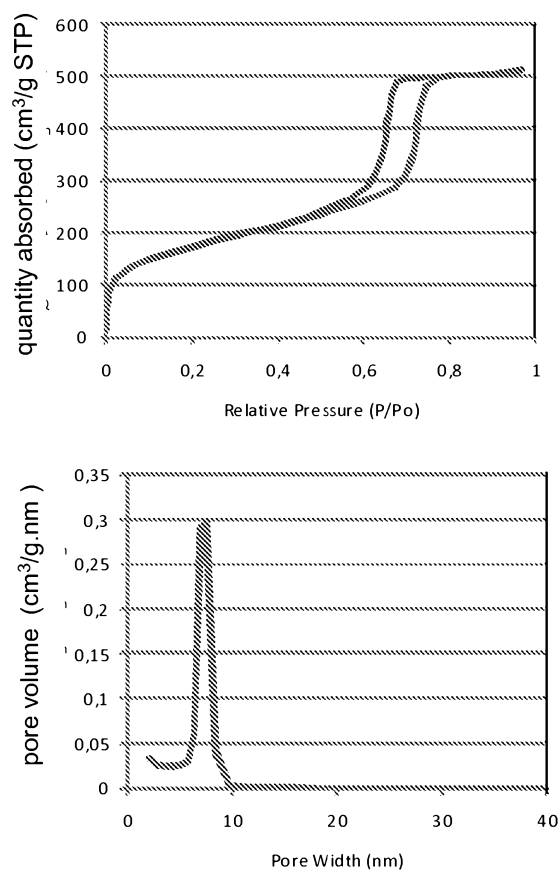 quantity absorbed (cm³/g STP)
600
500
400
300
200
100
0
0 0,2 0,4 0,6 0,8 1
Relative Pressure (P/Po)
pore volume (cm³/g.nm )
0,35
0,3
0,25
0,2
0,15
0,1
0,05
0
0 10 20 30 40
Pore Width (nm)